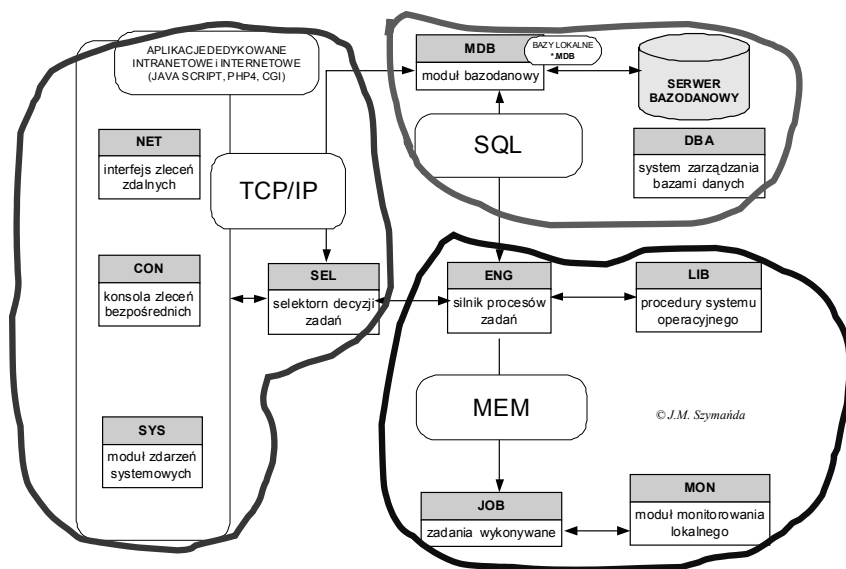 APLIKACJE DEDYKOWANE
INTRANETOWE i INTERNETOWE
(JAVA SCRIPT, PHP4, CGI)
NET
interfejs zleceń
zdalnych
TCP/IP
CON
konsola zleceń
bezpośrednich
SEL
selektorn decyzji
zadań
SYS
moduł zdarzeń
systemowych
MDB
moduł bazodanowy
BAZY LOKALNE
*.MDB
SERWER
BAZODANOWY
SQL
DBA
system zarządzania
bazami danych
ENG
silnik procesów
zadań
LIB
procedury systemu
operacyjnego
MEM
© J.M. Szymańda
JOB
zadania wykonywane
MON
moduł monitorowania
lokalnego